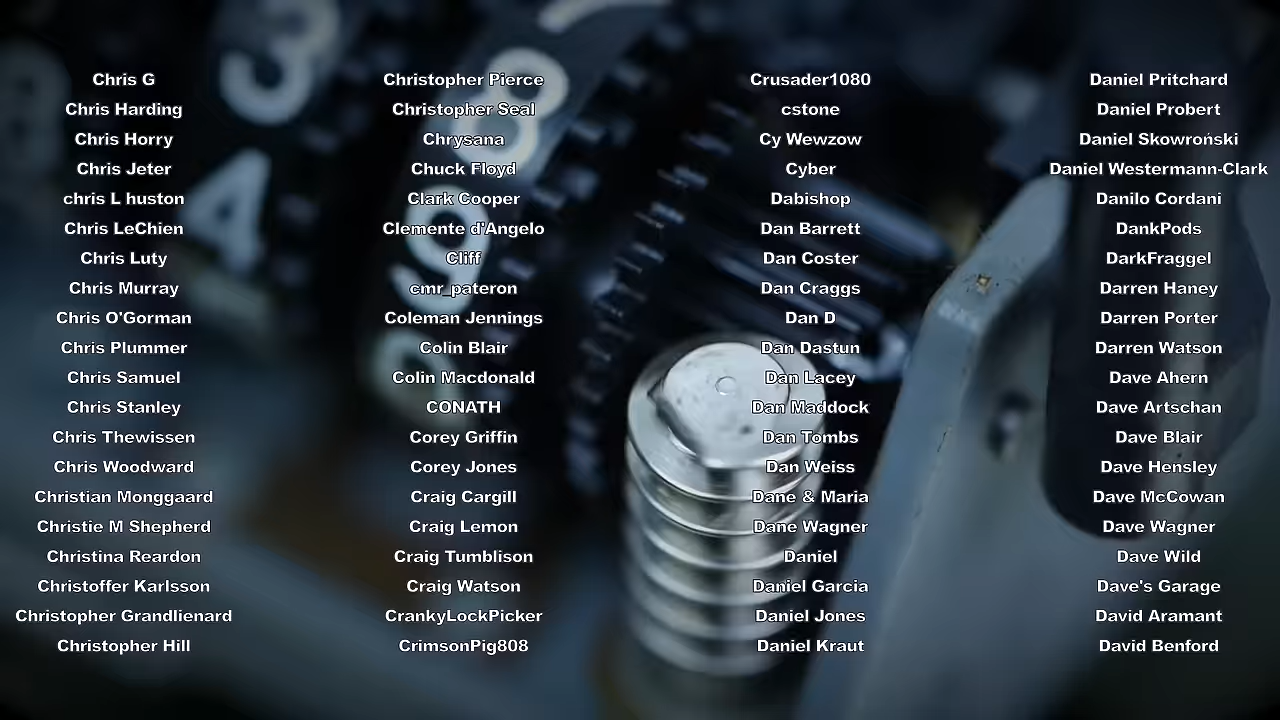 Chris G
Chris Harding
Chris Horry
Chris Jeter
chris L huston
Chris LeChien
Chris Luty
Chris Murray
Chris O'Gorman
Chris Plummer
Chris Samuel
Chris Stanley
Chris Thewissen
Chris Woodward
Christian Monggaard
Christie M Shepherd
Christina Reardon
Christoffer Karlsson
Christopher Grandlienard
Christopher Hill
Christopher Pierce
Christopher Seal
Chrysana
Chuck Floyd
Clark Cooper
Clemente d'Angelo
Cliff
cmr_pateron
Coleman Jennings
Colin Blair
Colin Macdonald
CONATH
Corey Griffin
Corey Jones
Craig Cargill
Craig Lemon
Craig Tumblison
Craig Watson
CrankyLockPicker
CrimsonPig808
Crusader1080
cstone
Cy Wewzow
Cyber
Dabishop
Dan Barrett
Dan Coster
Dan Craggs
Dan D
Dan Dastun
Dan Lacey
Dan Maddock
Dan Tombs
Dan Weiss
Dane & Maria
Dane Wagner
Daniel
Daniel Garcia
Daniel Jones
Daniel Kraut
Daniel Pritchard
Daniel Probert
Daniel Skowroński
Daniel Westermann-Clark
Danilo Cordani
DankPods
DarkFraggel
Darren Haney
Darren Porter
Darren Watson
Dave Ahern
Dave Artschan
Dave Blair
Dave Hensley
Dave McCowan
Dave Wagner
Dave Wild
Dave's Garage
David Aramant
David Benford
3
4
8
9